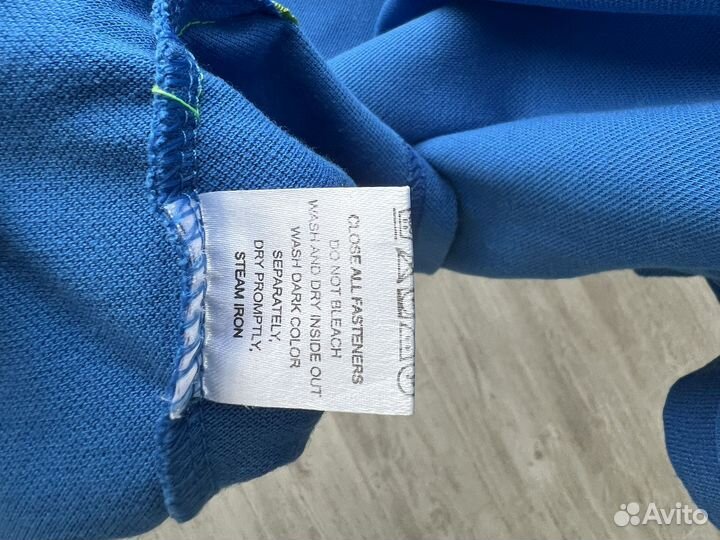 CLOSE ALL FASTENERS
DO NOT BLEACH
WASH AND DRY INSIDE OUT
WASH DARK COLOR
SEPARATELY,
DRY PROMPTLY,
STEAM IRON
Avito